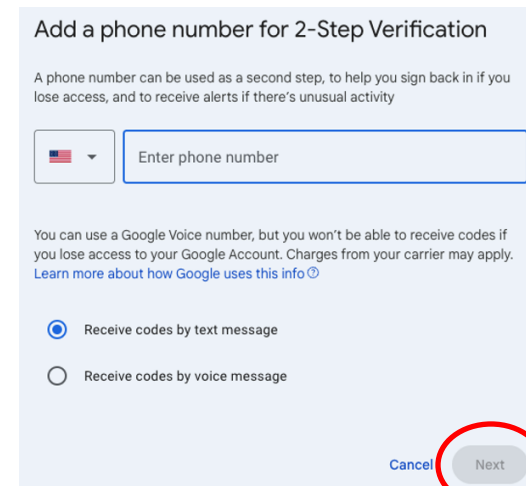 Add a phone number for 2-Step Verification
A phone number can be used as a second step, to help you sign back in if you
lose access, and to receive alerts if there's unusual activity
Enter phone number
You can use a Google Voice number, but you won't be able to receive codes if
you lose access to your Google Account. Charges from your carrier may apply.
Learn more about how Google uses this info
Receive codes by text message
Receive codes by voice message
Cancel Next